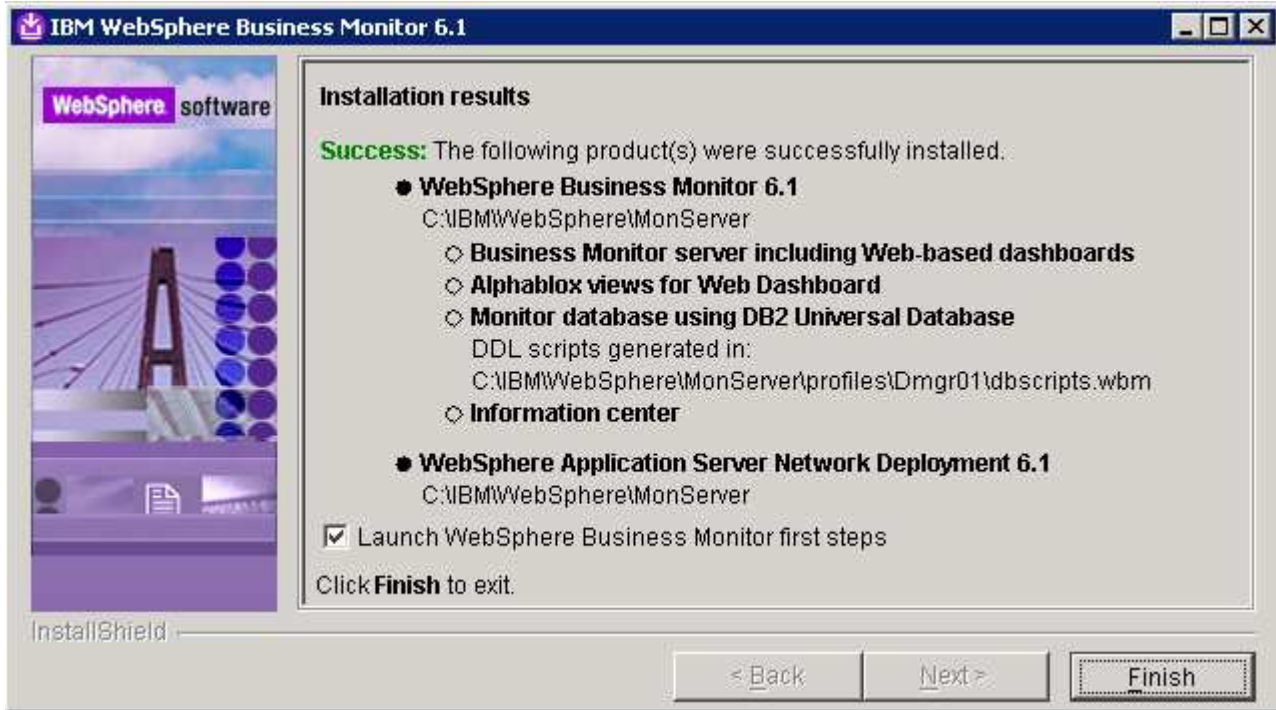 IBM WebSphere Business Monitor 6.1
WebSphere software
Installation results
Success: The following product(s) were successfully installed.
WebSphere Business Monitor 6.1
C:\IBM\WebSphere\MonServer
Business Monitor server including Web-based dashboards
Alphablox views for Web Dashboard
Monitor database using DB2 Universal Database
DDL scripts generated in:
C:\IBM\WebSphere\MonServer\profiles\Dmgr01\dbscripts.wbm
Information center
WebSphere Application Server Network Deployment 6.1
C:\IBM\WebSphere\MonServer
Launch WebSphere Business Monitor first steps
Click Finish to exit.
InstallShield
< Back Next > Finish